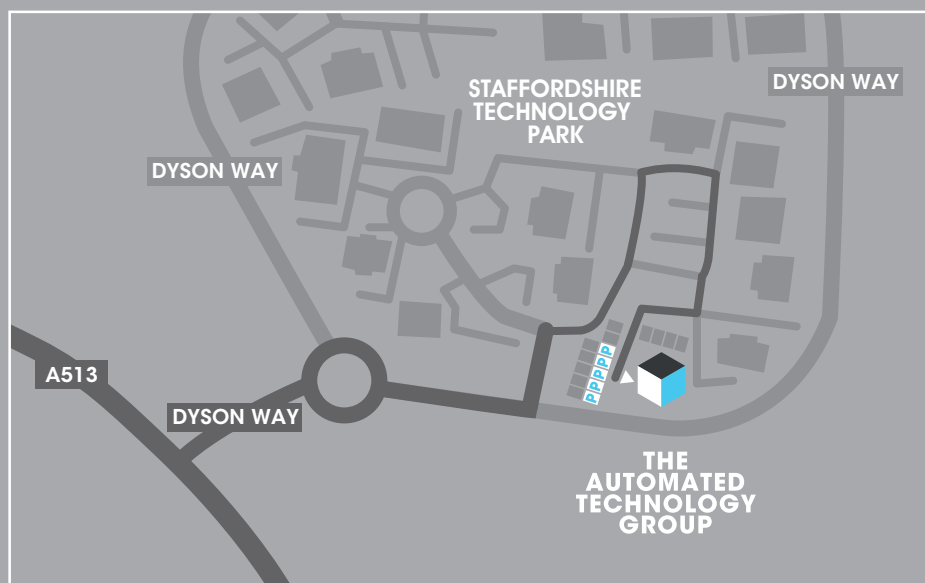 STAFFORDSHIRE
TECHNOLOGY
PARK
DYSON WAY
DYSON WAY
A513
DYSON WAY
P
P
P
P
P
THE
AUTOMATED
TECHNOLOGY
GROUP